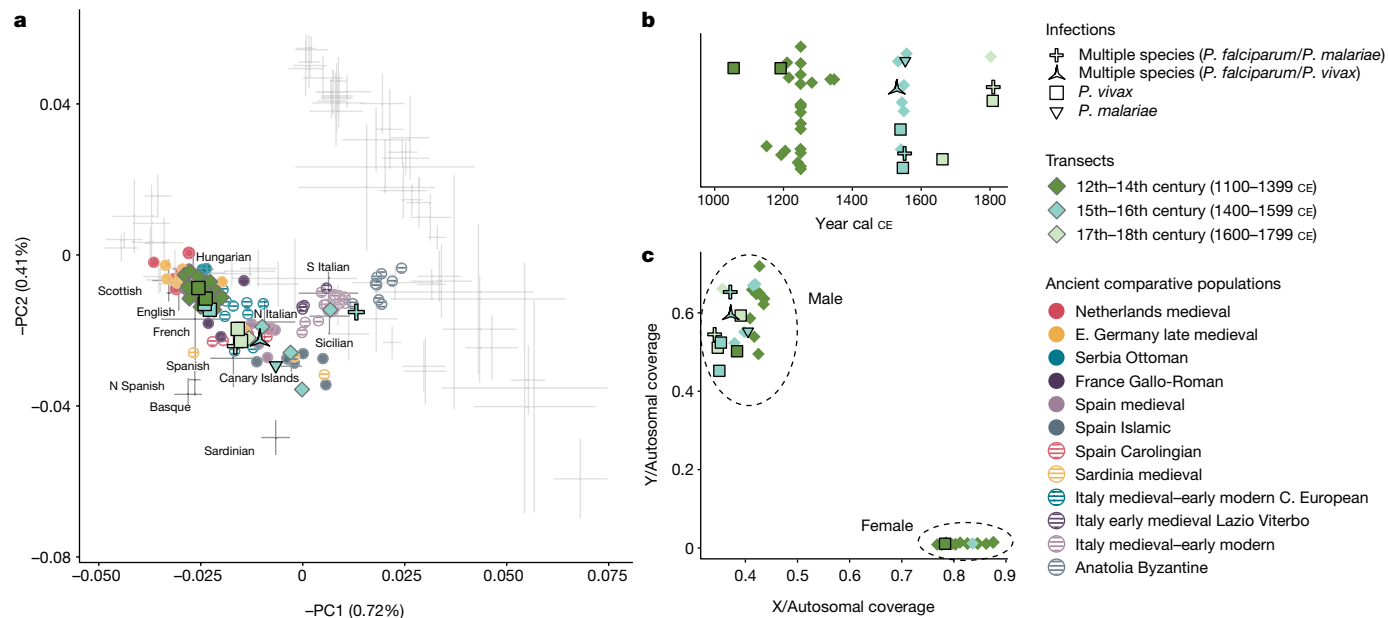 a
0.04
0
–0.04
–0.08
–PC2 (0.41%)
Hungarian
Scottish
English
French
Spanish
N Spanish
Basque
Sardinian
S Italian
N Italian
Sicilian
Canary Islands
–0.050
–0.025
0
0.025
0.050
0.075
–PC1 (0.72%)
b
1000
1200
1400
1600
1800
Year cal CE
c
Y/Autosomal coverage
0.6
0.4
0.2
0
Male
Female
0.4
0.5
0.6
0.7
0.8
0.9
X/Autosomal coverage
Infections
Multiple species (P. falciparum/P. malariae)
Multiple species (P. falciparum/P. vivax)
P. vivax
P. malariae
Transects
12th–14th century (1100–1399 CE)
15th–16th century (1400–1599 CE)
17th–18th century (1600–1799 CE)
Ancient comparative populations
Netherlands medieval
E. Germany late medieval
Serbia Ottoman
France Gallo-Roman
Spain medieval
Spain Islamic
Spain Carolingian
Sardinia medieval
Italy medieval–early modern C. European
Italy early medieval Lazio Viterbo
Italy medieval–early modern
Anatolia Byzantine